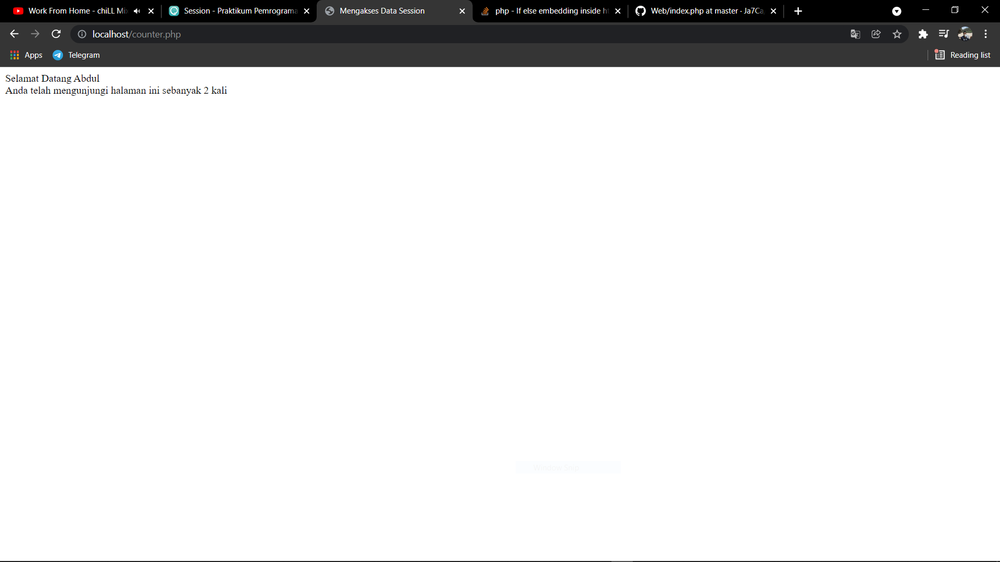 Work From Home - chiLL Mix
Session - Praktikum Pemrograma
Mengakses Data Session
php - If else embedding inside ht
Web/index.php at master · Ja7Ca
localhost/counter.php
Apps
Telegram
Reading list
Selamat Datang Abdul
Anda telah mengunjungi halaman ini sebanyak 2 kali
Window Snip